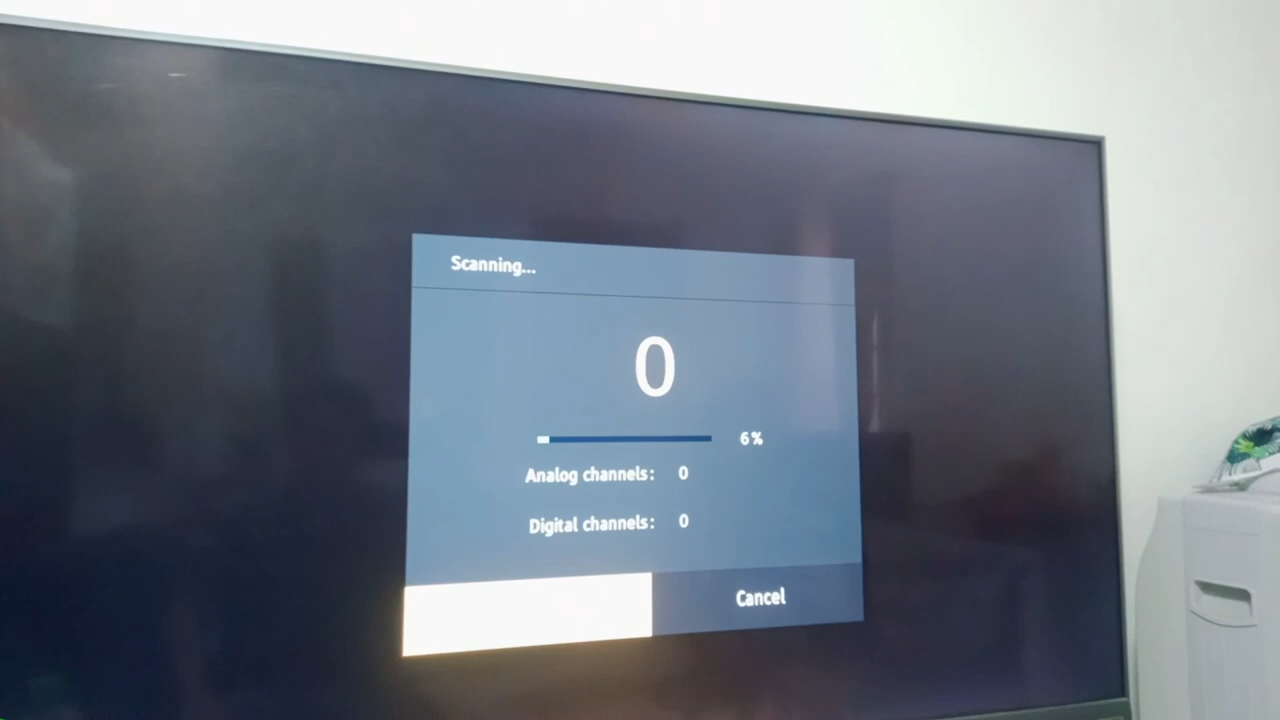 Scanning...
0
6%
Analog channels: 0
Digital channels: 0
Cancel